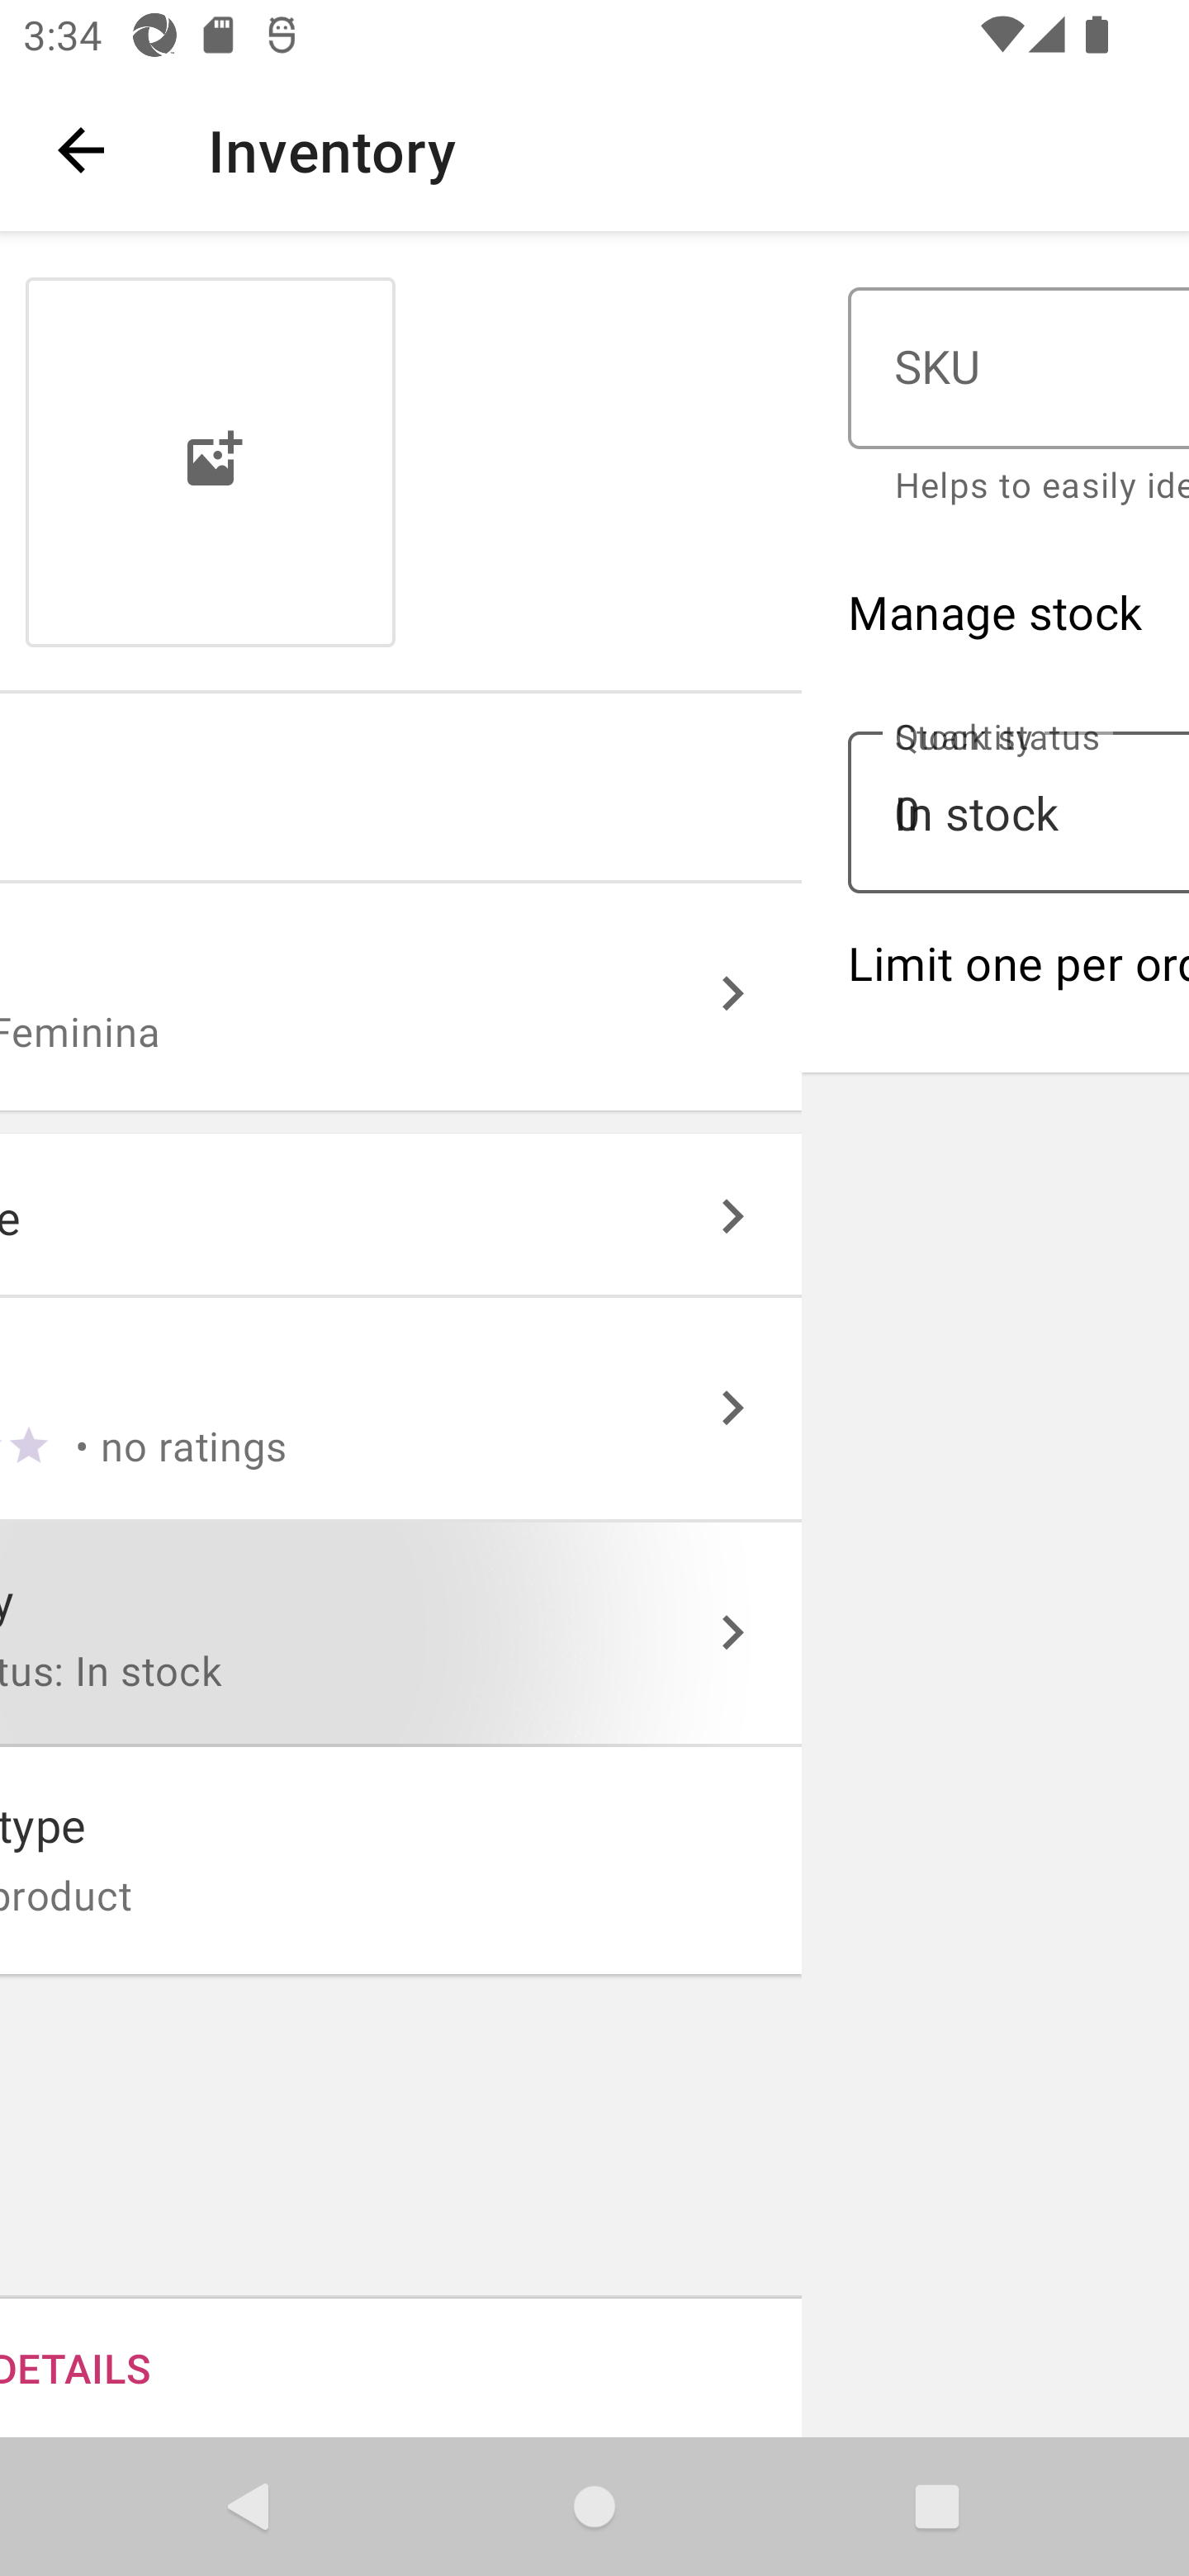 3:34
Inventory
SKU
Helps to easily ide
Manage stock
Stock status
Quantity
In stock
0
Limit one per ord
Feminina
e
• no ratings
y
tus: In stock
type
product
DETAILS